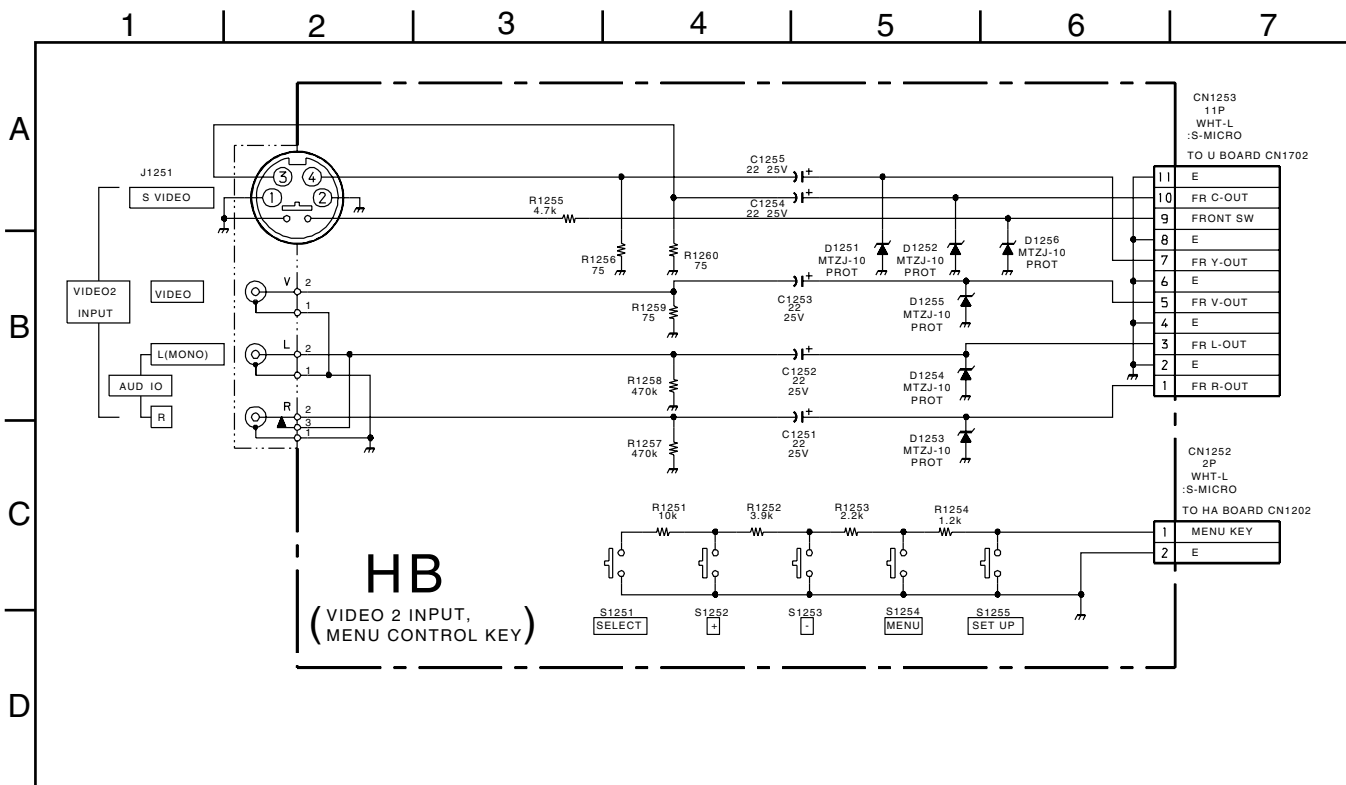 1 2 3 4 5 6 7
A
B
C
D
CN1253
11P
WHT-L
:S-MICRO
TO U BOARD CN1702
11 E
10 FR C-OUT
9 FRONT SW
8 E
7 FR Y-OUT
6 E
5 FR V-OUT
4 E
3 FR L-OUT
2 E
1 FR R-OUT
J1251
S VIDEO
3 4
1 2
VIDEO2
INPUT
VIDEO
L(MONO)
AUD IO
R
V 2
1
L 2
1
R 2
3
1
C1255
22 25V
+
C1254
22 25V
+
R1255
4.7k
R1256
75
R1260
75
D1251
MTZJ-10
PROT
D1252
MTZJ-10
PROT
D1256
MTZJ-10
PROT
R1259
75
C1253
22
25V
+
D1255
MTZJ-10
PROT
R1258
470k
C1252
22
25V
+
D1254
MTZJ-10
PROT
R1257
470k
C1251
22
25V
+
D1253
MTZJ-10
PROT
CN1252
2P
WHT-L
:S-MICRO
TO HA BOARD CN1202
1 MENU KEY
2 E
R1251
10k
R1252
3.9k
R1253
2.2k
R1254
1.2k
S1251
SELECT
S1252
+
S1253
-
S1254
MENU
S1255
SET UP
HB
(VIDEO 2 INPUT,
MENU CONTROL KEY)